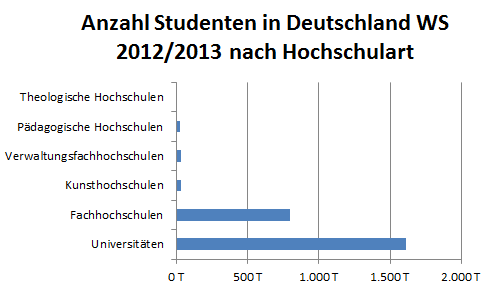 Anzahl Studenten in Deutschland WS
2012/2013 nach Hochschulart
Theologische Hochschulen
Pädagogische Hochschulen
Verwaltungsfachhochschulen
Kunsthochschulen
Fachhochschulen
Universitäten
0 T 500 T 1.000 T 1.500 T 2.000 T